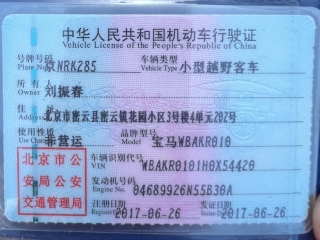 中华人民共和国机动车行驶证
Vehicle License of the People's Republic of China
号牌号码 京NRK285 车辆类型 小型越野客车
Plate No. Vehicle Type
所有人 刘振春
Owner
住址 北京市密云县密云镇花园小区3号楼4单元202号
Address
使用性质 非营运 品牌型号 宝马WBAKR010
Use Character Model
北京市公
安局公安
交通管理局
车辆识别代号 WBAKR0101H0X54420
VIN
发动机号码 04689926N55B30A
Engine No.
注册日期 2017-06-26 发证日期 2017-06-26